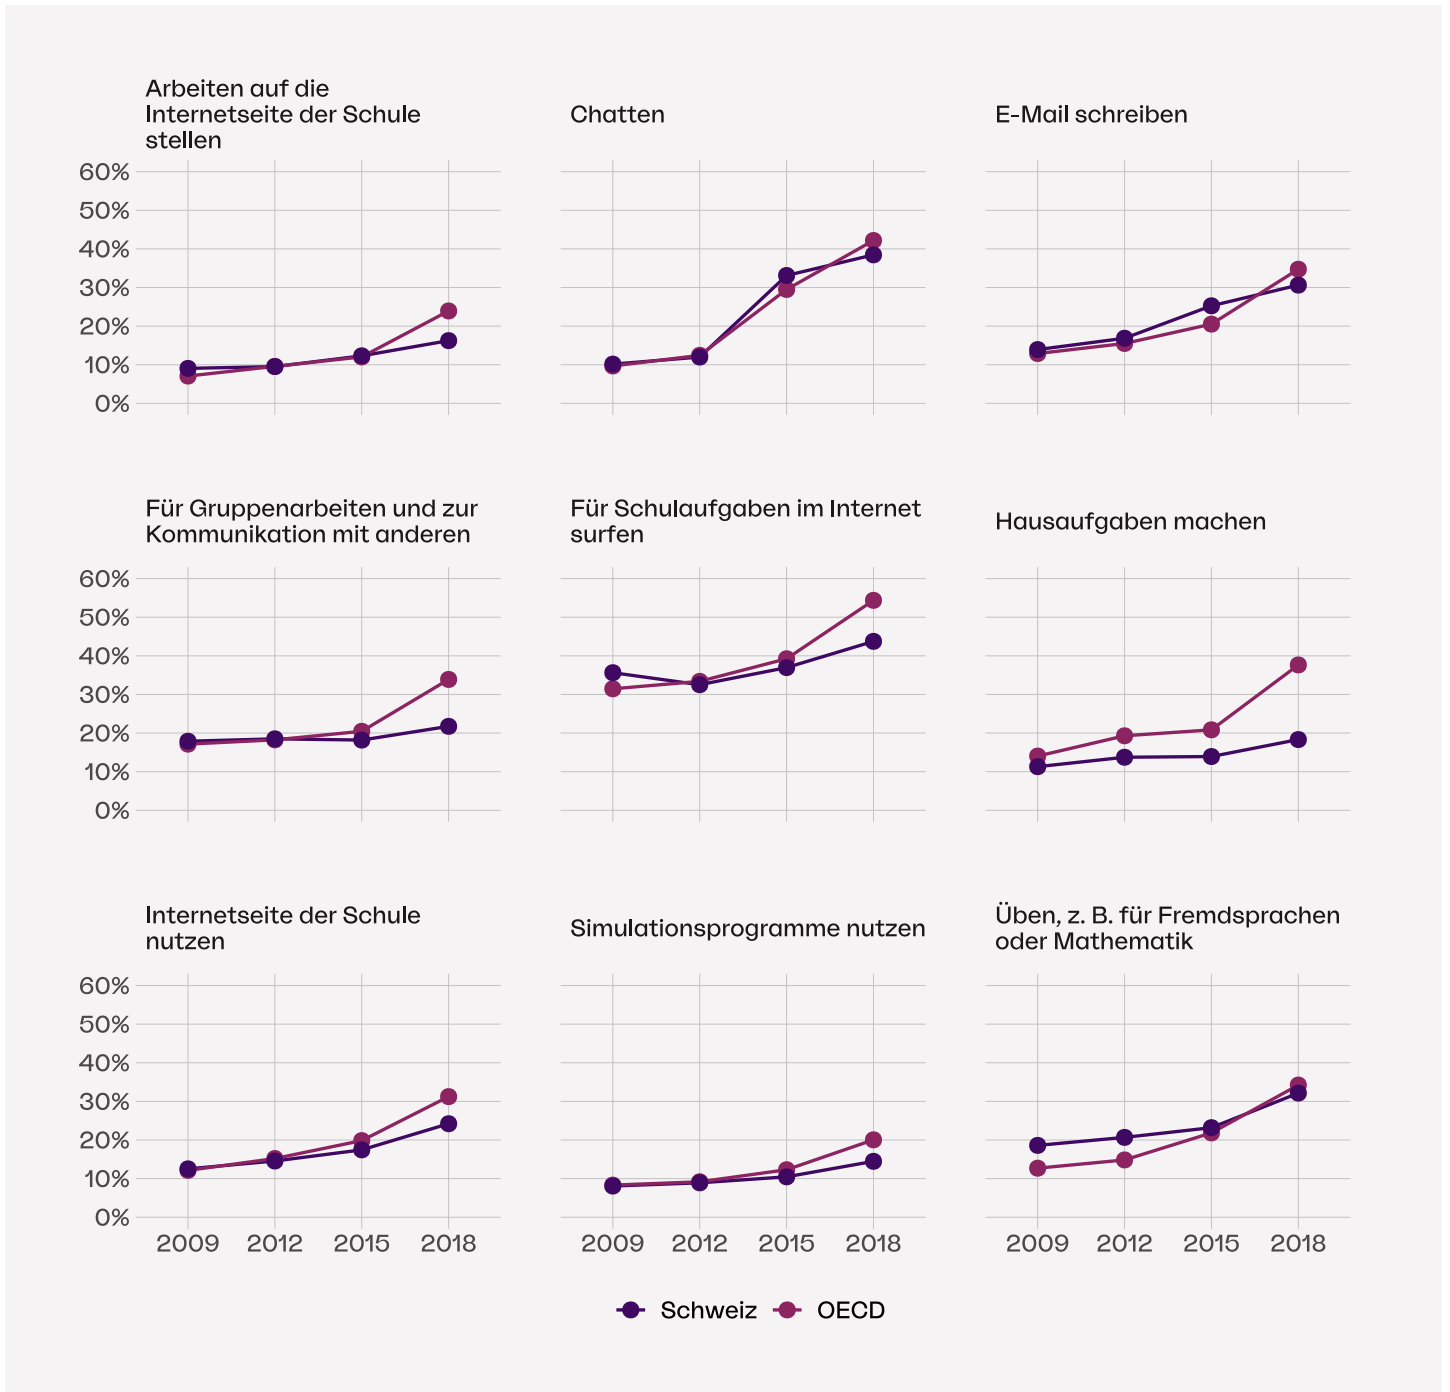 Arbeiten auf die
Internetseite der Schule
stellen
Chatten
E-Mail schreiben
60%
50%
40%
30%
20%
10%
0%
Für Gruppenarbeiten und zur
Kommunikation mit anderen
Für Schulaufgaben im Internet
surfen
Hausaufgaben machen
60%
50%
40%
30%
20%
10%
0%
Internetseite der Schule
nutzen
Simulationsprogramme nutzen
Üben, z. B. für Fremdsprachen
oder Mathematik
60%
50%
40%
30%
20%
10%
0%
2009 2012 2015 2018
2009 2012 2015 2018
2009 2012 2015 2018
Schweiz OECD